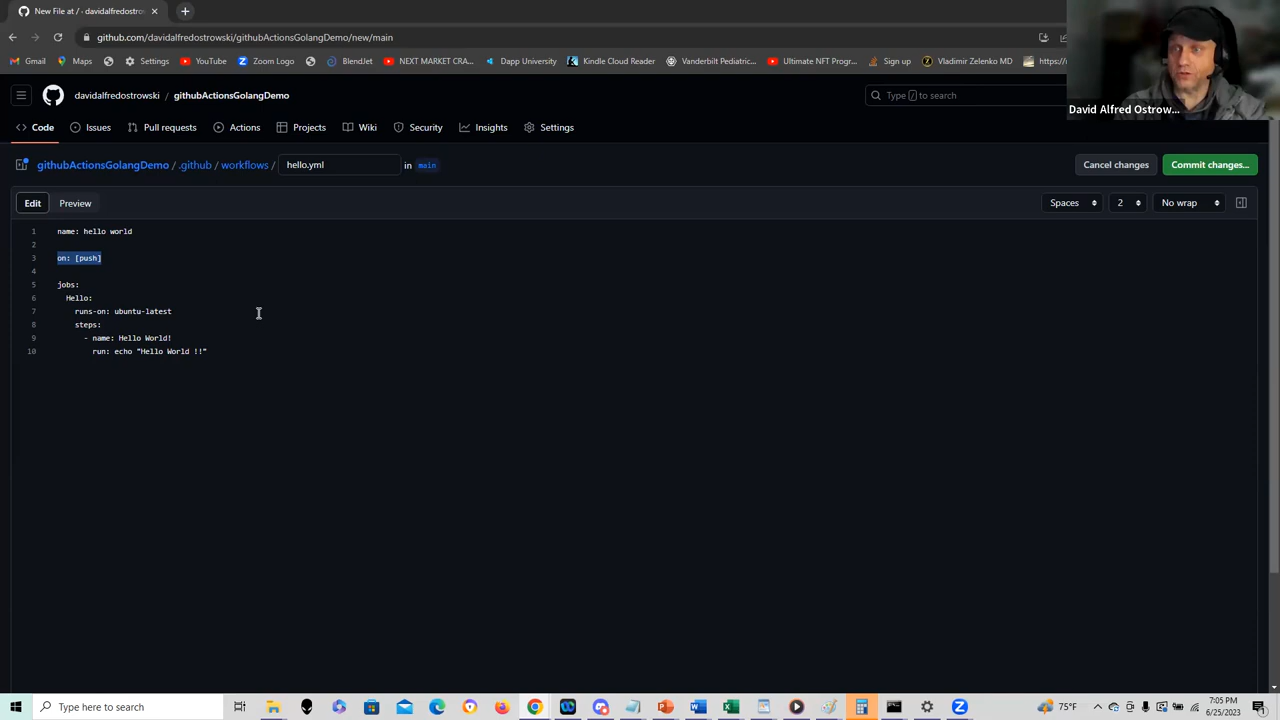 New File at / · davidalfredostrowski
github.com/davidalfredostrowski/githubActionsGolangDemo/new/main
Gmail
Maps
Settings
YouTube
Zoom Logo
BlendJet
NEXT MARKET CRA...
Dapp University
Kindle Cloud Reader
Vanderbilt Pediatric...
Ultimate NFT Progr...
Sign up
Vladimir Zelenko MD
David Alfred Ostrow...
davidalfredostrowski / githubActionsGolangDemo
Type / to search
Code
Issues
Pull requests
Actions
Projects
Wiki
Security
Insights
Settings
githubActionsGolangDemo / .github / workflows / hello.yml in main
Cancel changes
Commit changes...
Edit
Preview
Spaces
2
No wrap
1 name: hello world
2
3 on: [push]
4
5 jobs:
6 Hello:
7 runs-on: ubuntu-latest
8 steps:
9 - name: Hello World!
10 run: echo "Hello World !!"
Type here to search
75°F
7:05 PM
6/25/2023